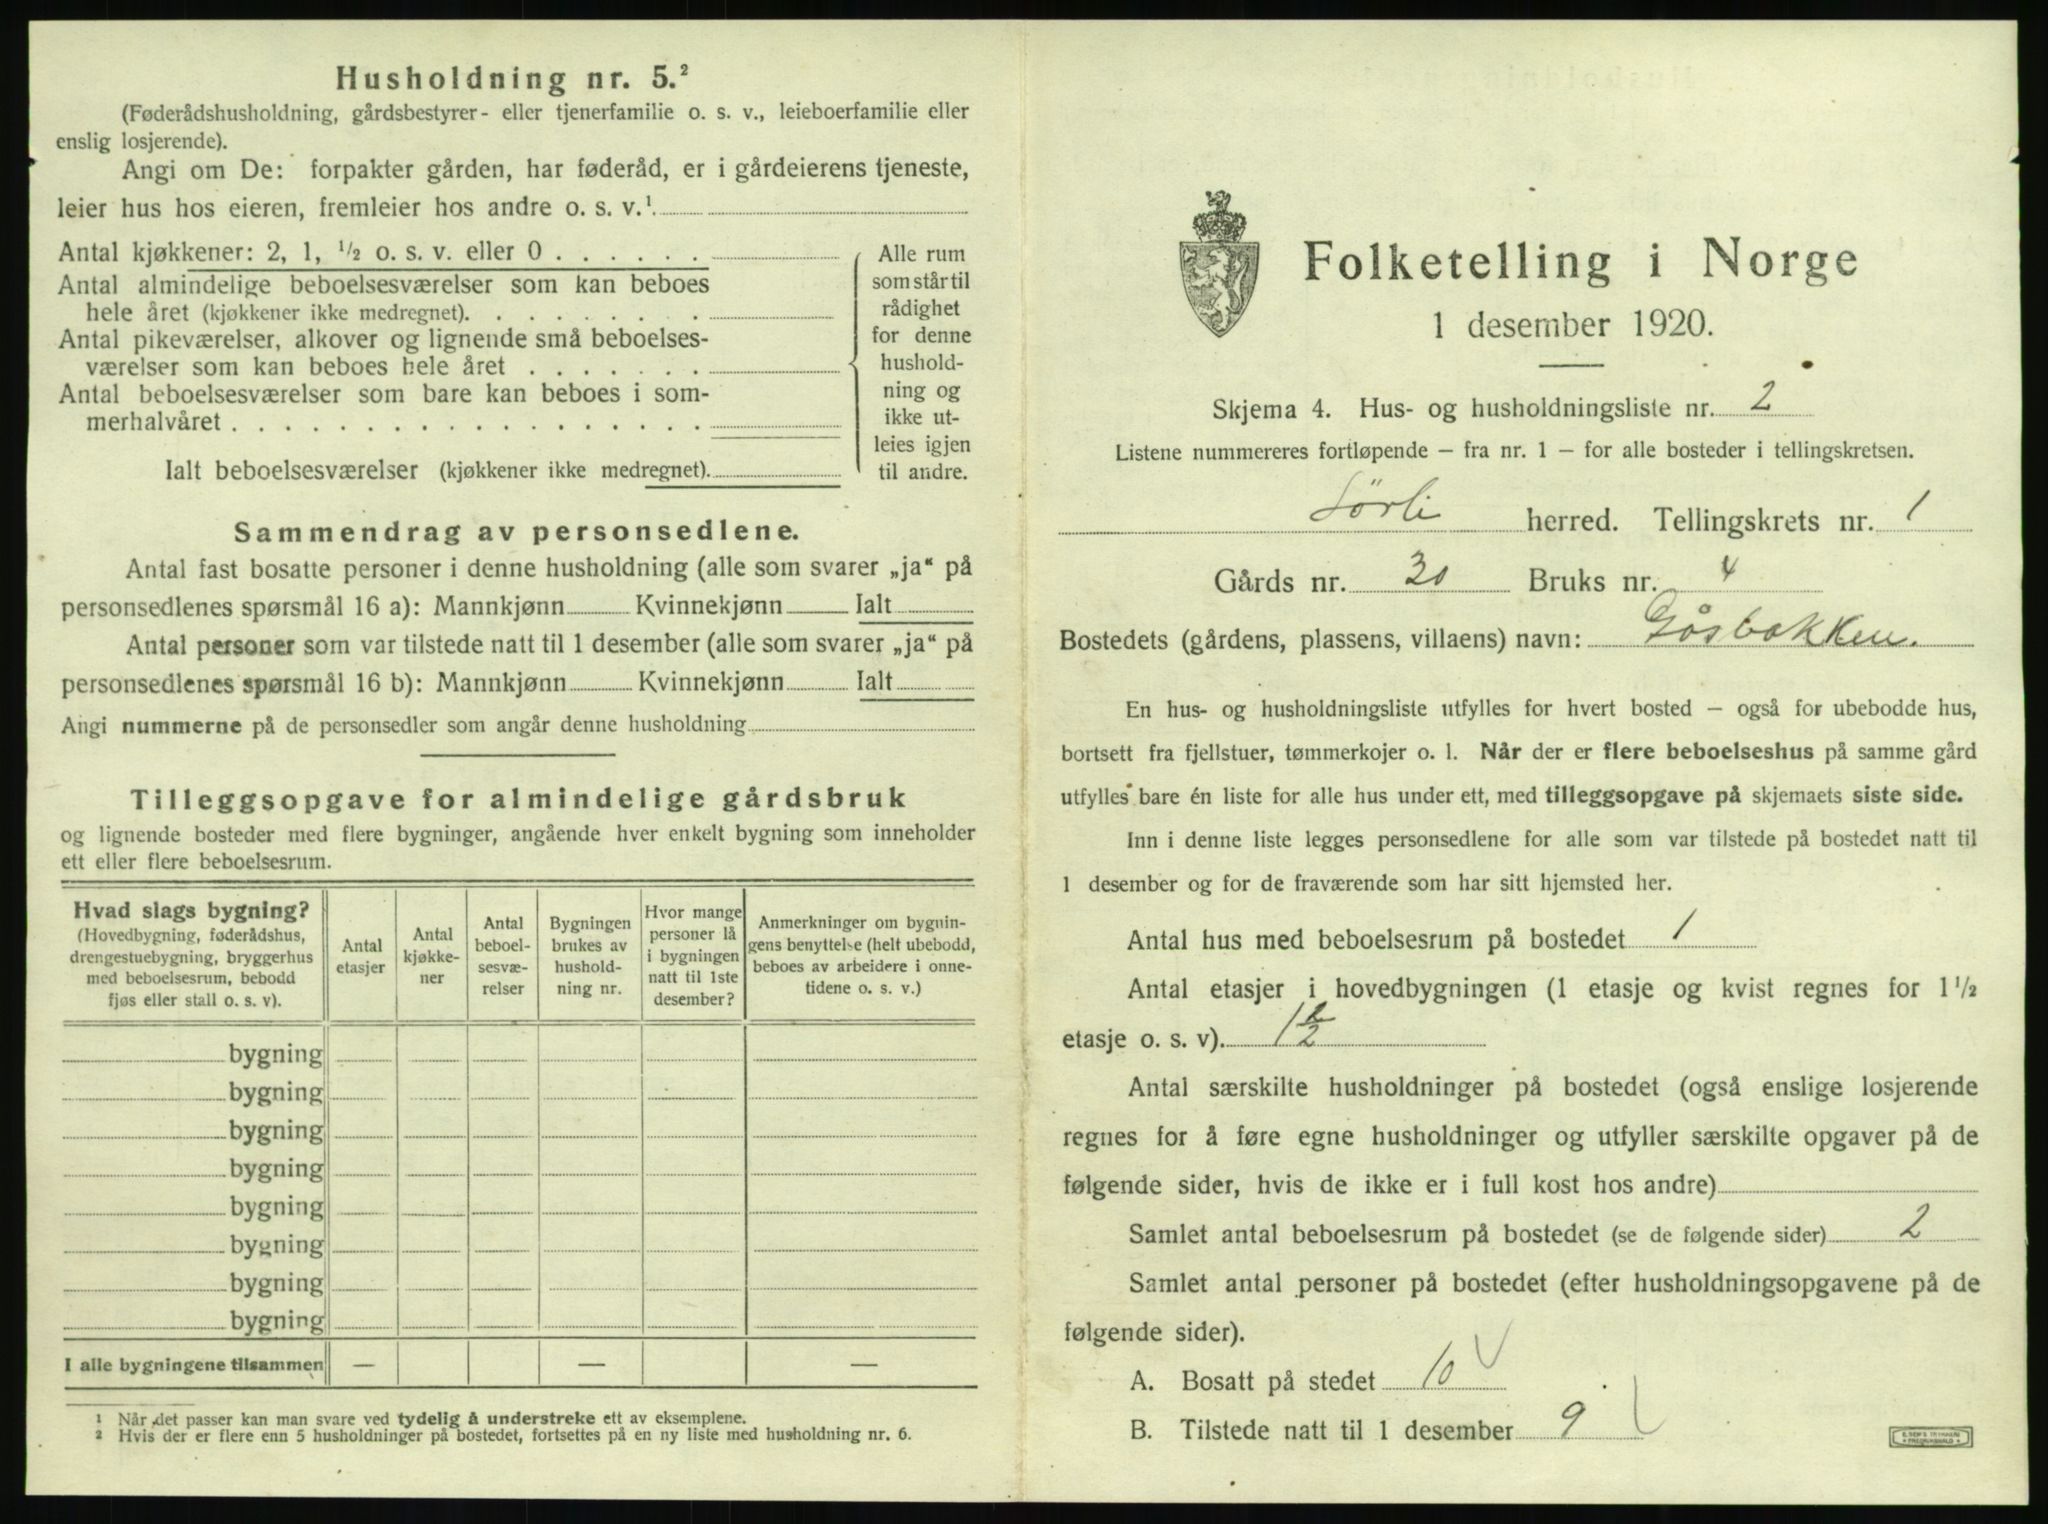 Husholdning nr. 5.²
(Føderådshusholdning, gårdsbestyrer- eller tjenerfamilie o. s. v., leieboerfamilie eller
enslig losjerende).
Angi om De: forpakter gården, har føderåd, er i gårdeierens tjeneste,
leier hus hos eieren, fremleier hos andre o. s. v.¹
Antal kjøkkener: 2, 1, ½ o. s. v. eller 0 . . . . . .
Antal almindelige beboelsesværelser som kan beboes
hele året (kjøkkener ikke medregnet). . . . . . . .
Antal pikeværelser, alkover og lignende små beboelses-
værelser som kan beboes hele året . . . . . . .
Antal beboelsesværelser som bare kan beboes i som-
merhalvåret . . . . . . . . . . . . . . . . . .
Ialt beboelsesværelser (kjøkkener ikke medregnet).
Alle rum
som står til
rådighet
for denne
hushold-
ning og
ikke ut-
leies igjen
til andre.
Sammendrag av personsedlene.
Antal fast bosatte personer i denne husholdning (alle som svarer „ja“ på
personsedlenes spørsmål 16 a): Mannkjønn Kvinnekjønn Ialt
Antal personer som var tilstede natt til 1 desember (alle som svarer „ja“ på
personsedlenes spørsmål 16 b): Mannkjønn Kvinnekjønn Ialt
Angi nummerne på de personsedler som angår denne husholdning
Tilleggsopgave for almindelige gårdsbruk
og lignende bosteder med flere bygninger, angående hver enkelt bygning som inneholder
ett eller flere beboelsesrum.
Hvad slags bygning?
(Hovedbygning, føderådshus,
drengestuebygning, bryggerhus
med beboelsesrum, bebodd
fjøs eller stall o. s. v).
Antal
etasjer
Antal
kjøkke-
ner
Antal
beboel-
sesvæ-
relser
Bygningen
brukes av
hushold-
ning nr.
Hvor mange
personer lå
i bygningen
natt til 1ste
desember?
Anmerkninger om bygnin-
gens benyttelse (helt ubebodd,
beboes av arbeidere i onne-
tidene o. s. v.)
bygning
bygning
bygning
bygning
bygning
bygning
bygning
bygning
I alle bygningene tilsammen — — —
¹ Når det passer kan man svare ved tydelig å understreke ett av eksemplene.
² Hvis der er flere enn 5 husholdninger på bostedet, fortsettes på en ny liste med husholdning nr. 6.
Folketelling i Norge
1 desember 1920.
Skjema 4. Hus- og husholdningsliste nr. 2
Listene nummereres fortløpende – fra nr. 1 – for alle bosteder i tellingskretsen.
Sørli herred. Tellingskrets nr. 1
Gårds nr. 30 Bruks nr. 4
Bostedets (gårdens, plassens, villaens) navn: Gåsbakken.
En hus- og husholdningsliste utfylles for hvert bosted – også for ubebodde hus,
bortsett fra fjellstuer, tømmerkojer o. l. Når der er flere beboelseshus på samme gård
utfylles bare én liste for alle hus under ett, med tilleggsopgave på skjemaets siste side.
Inn i denne liste legges personsedlene for alle som var tilstede på bostedet natt til
1 desember og for de fraværende som har sitt hjemsted her.
Antal hus med beboelsesrum på bostedet 1
Antal etasjer i hovedbygningen (1 etasje og kvist regnes for 1½
etasje o. s. v). 1½
Antal særskilte husholdninger på bostedet (også enslige losjerende
regnes for å føre egne husholdninger og utfyller særskilte opgaver på de
følgende sider, hvis de ikke er i full kost hos andre)
Samlet antal beboelsesrum på bostedet (se de følgende sider) 2
Samlet antal personer på bostedet (efter husholdningsopgavene på de
følgende sider).
A. Bosatt på stedet 10
B. Tilstede natt til 1 desember 9